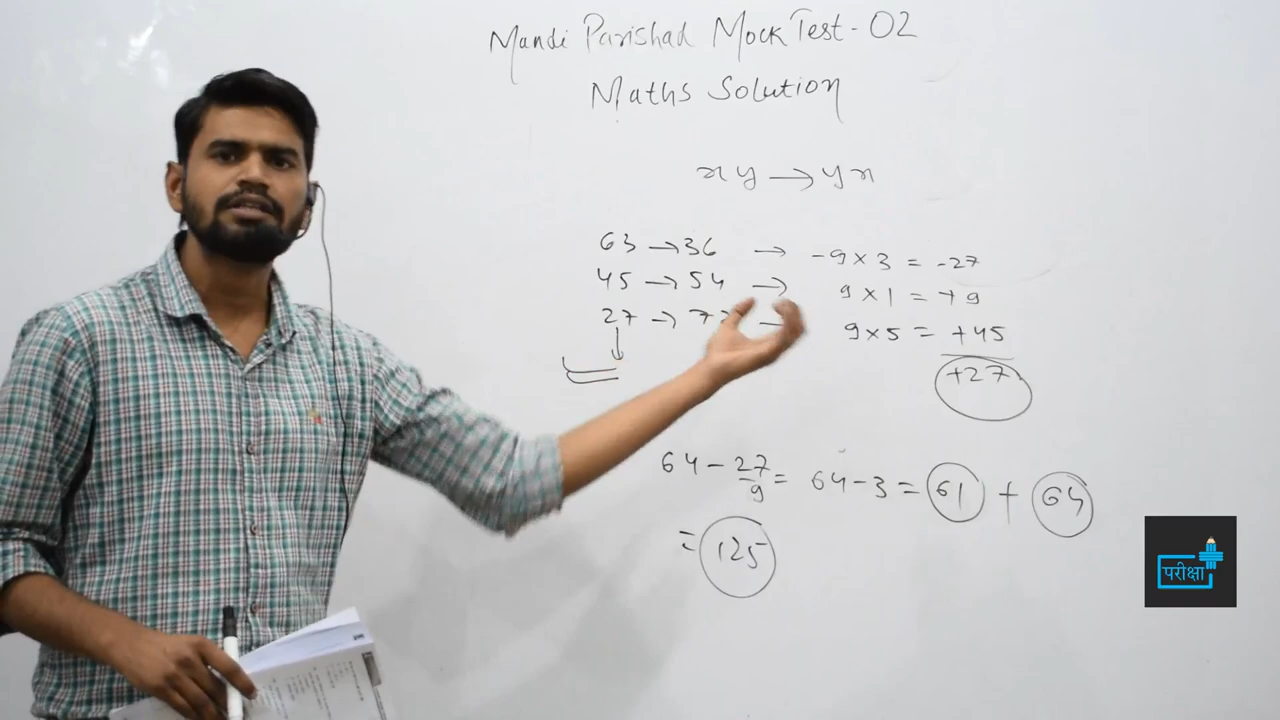 Mandi Parishad Mock Test - 02
Maths Solution
xy → yx
63 → 36 → -9 × 3 = -27
45 → 54 → 9 × 1 = +9
27 → 9 × 5 = +45
+27
64 - 27/9 = 64 - 3 = 61 + 64
= 125
परीक्षा